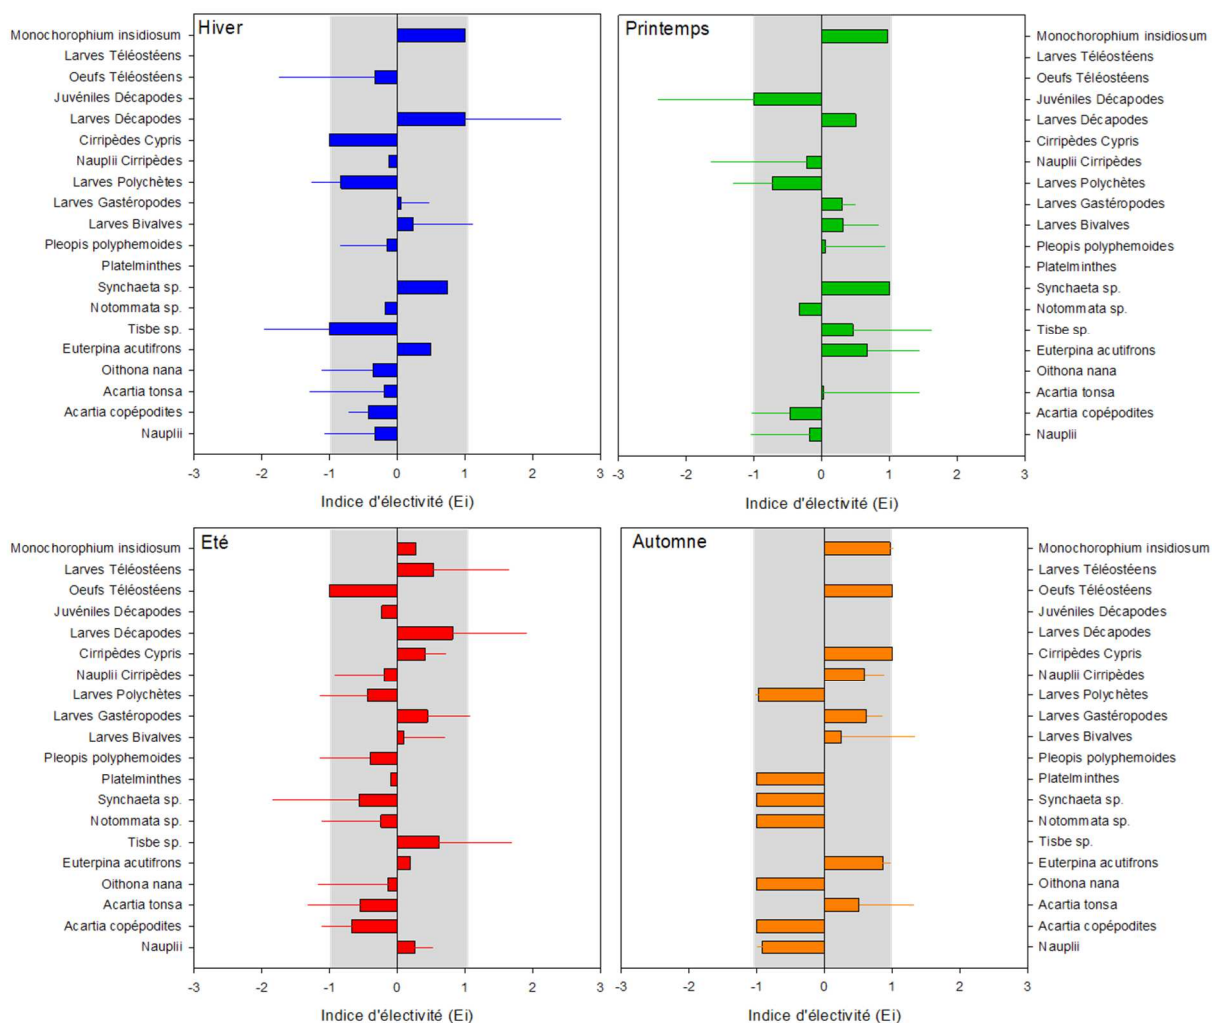 Hiver
Monochorophium insidiosum
Larves Téléostéens
Oeufs Téléostéens
Juvéniles Décapodes
Larves Décapodes
Cirripèdes Cypris
Nauplii Cirripèdes
Larves Polychètes
Larves Gastéropodes
Larves Bivalves
Pleopis polyphemoides
Platelminthes
Synchaeta sp.
Notommata sp.
Tisbe sp.
Euterpina acutifrons
Oithona nana
Acartia tonsa
Acartia copépodites
Nauplii
-3 -2 -1 0 1 2 3
Indice d'électivité (Ei)
Printemps
Monochorophium insidiosum
Larves Téléostéens
Oeufs Téléostéens
Juvéniles Décapodes
Larves Décapodes
Cirripèdes Cypris
Nauplii Cirripèdes
Larves Polychètes
Larves Gastéropodes
Larves Bivalves
Pleopis polyphemoides
Platelminthes
Synchaeta sp.
Notommata sp.
Tisbe sp.
Euterpina acutifrons
Oithona nana
Acartia tonsa
Acartia copépodites
Nauplii
-3 -2 -1 0 1 2 3
Indice d'électivité (Ei)
Eté
Monochorophium insidiosum
Larves Téléostéens
Oeufs Téléostéens
Juvéniles Décapodes
Larves Décapodes
Cirripèdes Cypris
Nauplii Cirripèdes
Larves Polychètes
Larves Gastéropodes
Larves Bivalves
Pleopis polyphemoides
Platelminthes
Synchaeta sp.
Notommata sp.
Tisbe sp.
Euterpina acutifrons
Oithona nana
Acartia tonsa
Acartia copépodites
Nauplii
-3 -2 -1 0 1 2 3
Indice d'électivité (Ei)
Automne
Monochorophium insidiosum
Larves Téléostéens
Oeufs Téléostéens
Juvéniles Décapodes
Larves Décapodes
Cirripèdes Cypris
Nauplii Cirripèdes
Larves Polychètes
Larves Gastéropodes
Larves Bivalves
Pleopis polyphemoides
Platelminthes
Synchaeta sp.
Notommata sp.
Tisbe sp.
Euterpina acutifrons
Oithona nana
Acartia tonsa
Acartia copépodites
Nauplii
-3 -2 -1 0 1 2 3
Indice d'électivité (Ei)